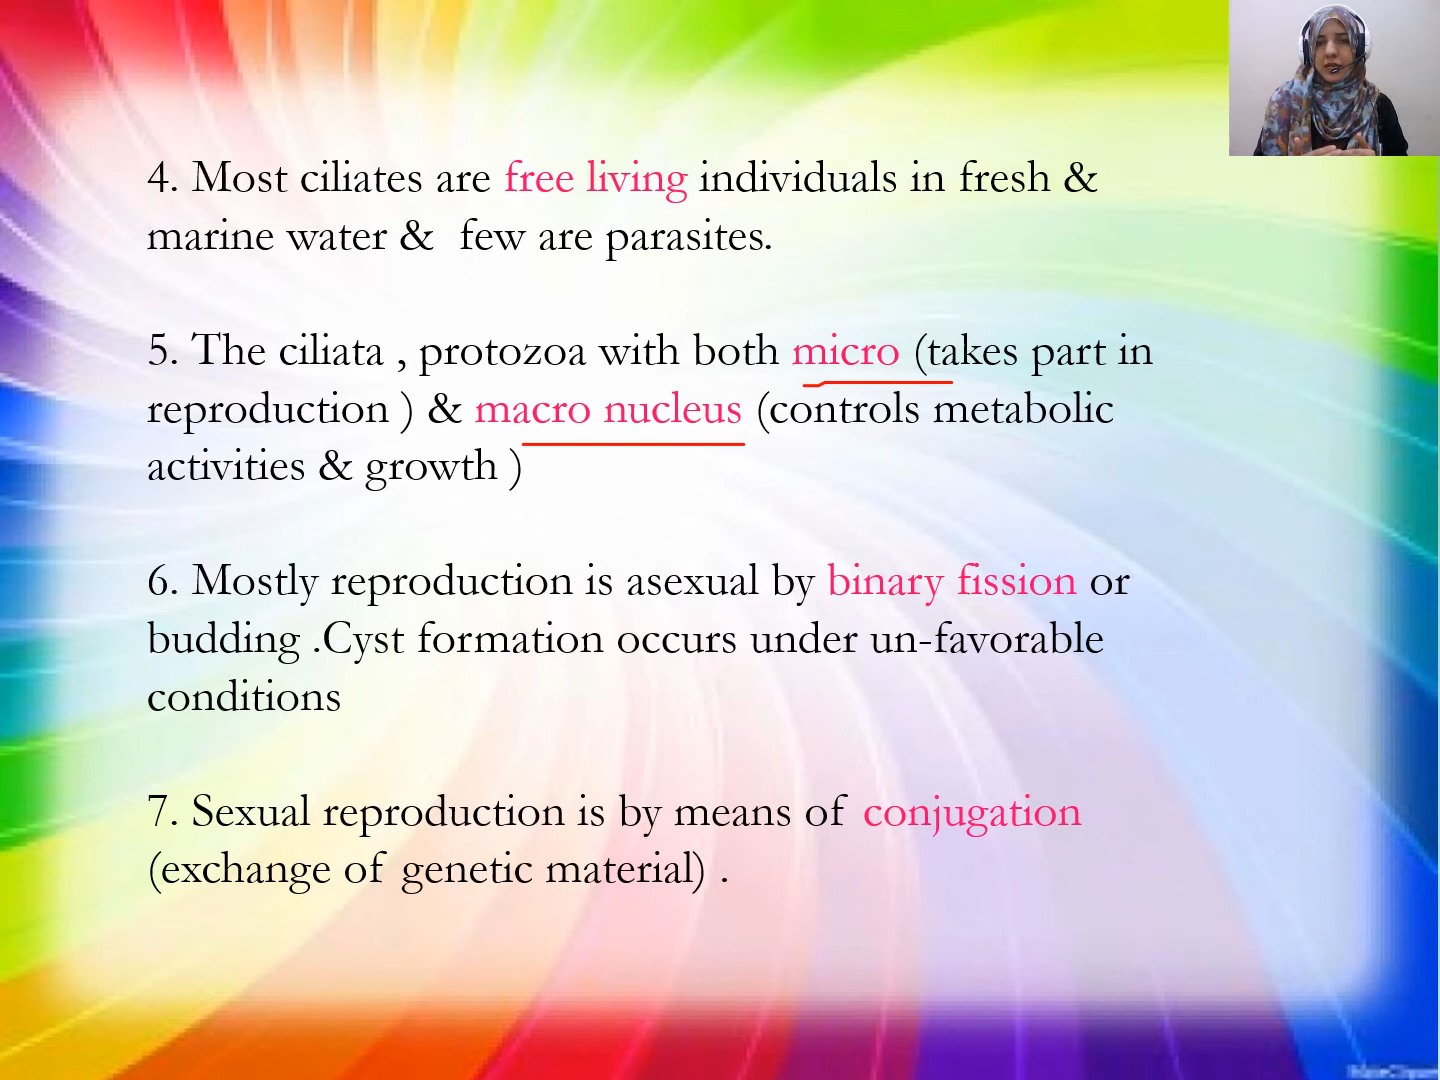 4. Most ciliates are free living individuals in fresh &
marine water & few are parasites.
5. The ciliata , protozoa with both micro (takes part in
reproduction ) & macro nucleus (controls metabolic
activities & growth )
6. Mostly reproduction is asexual by binary fission or
budding .Cyst formation occurs under un-favorable
conditions
7. Sexual reproduction is by means of conjugation
(exchange of genetic material) .